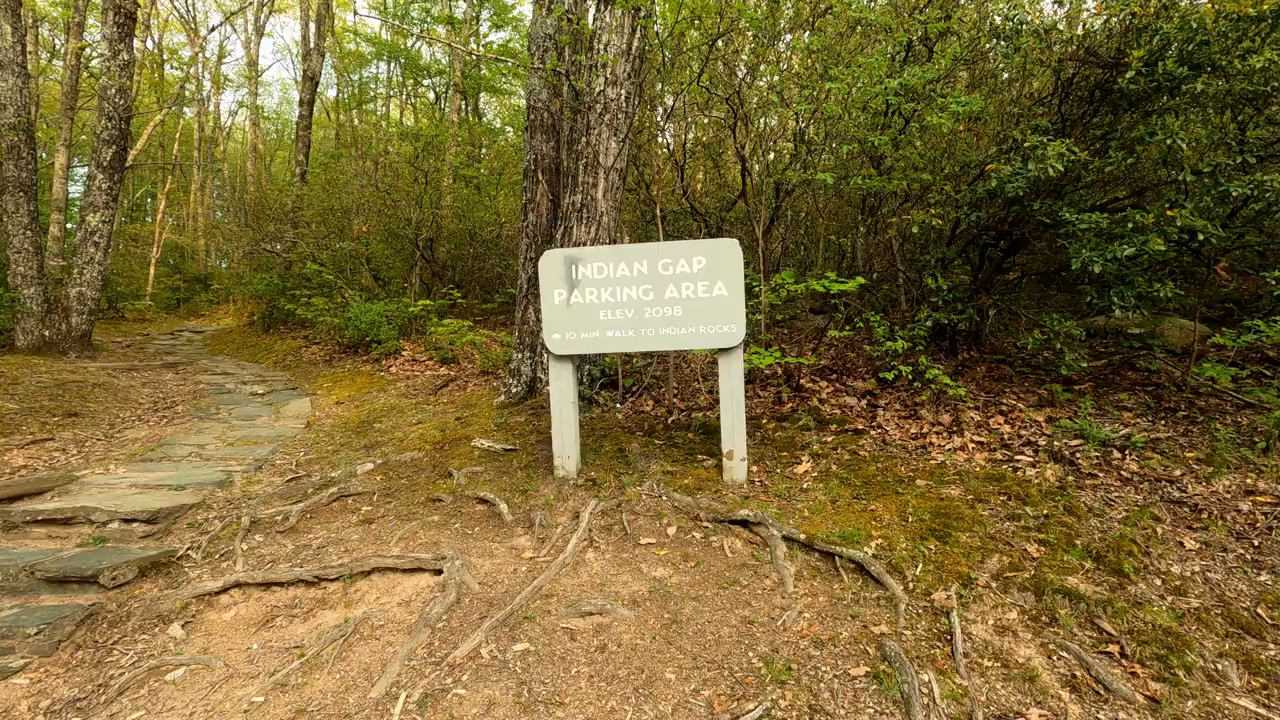 INDIAN GAP
PARKING AREA
ELEV. 2098
10 MIN. WALK TO INDIAN ROCKS